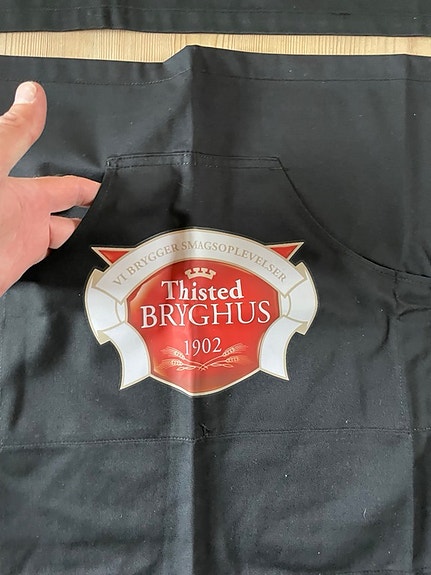 VI BRYGGER SMAGSOPLEVELSER
Thisted
BRYGHUS
1902